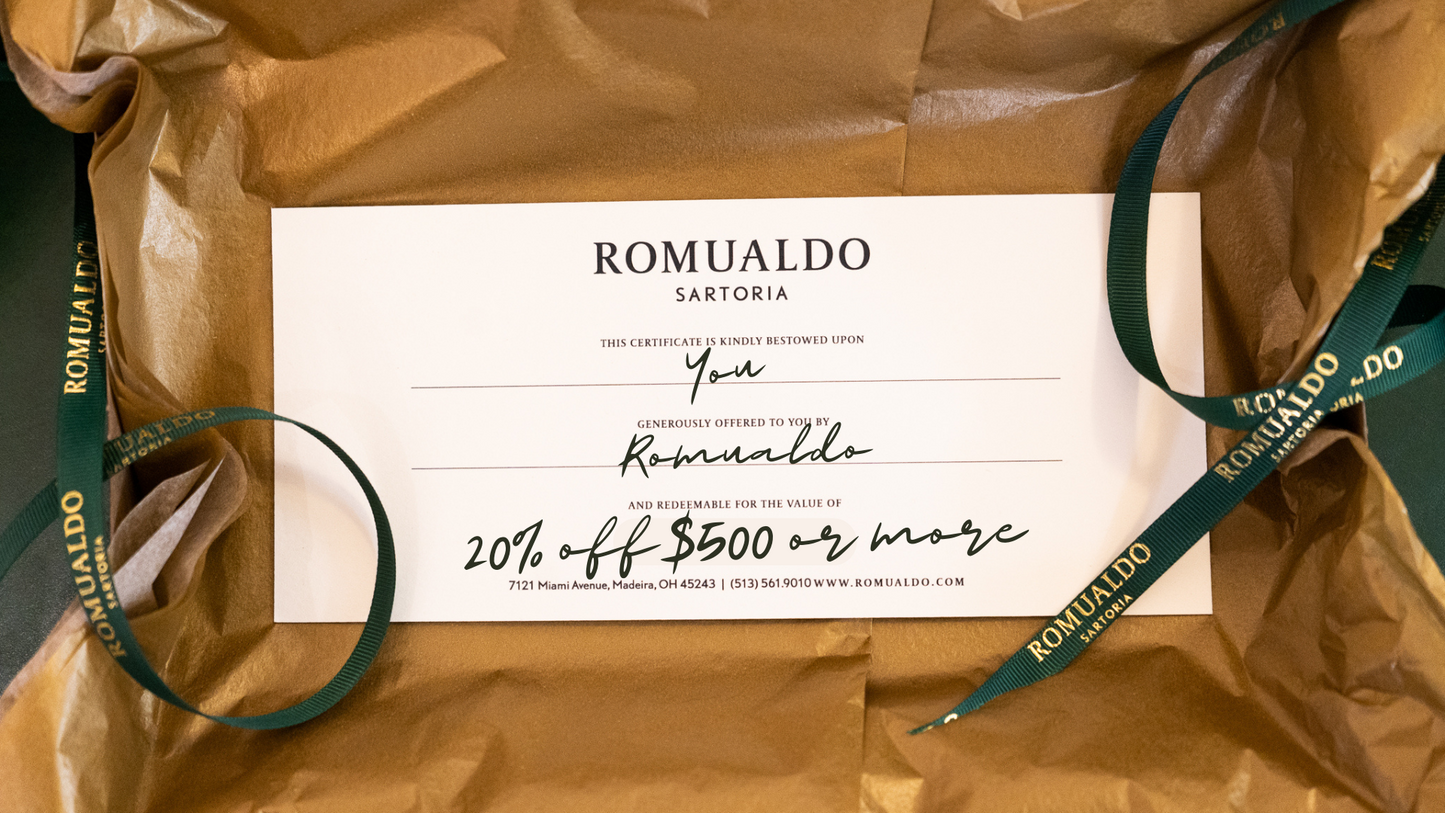 ROMUALDO
SARTORIA
THIS CERTIFICATE IS KINDLY BESTOWED UPON
You
GENEROUSLY OFFERED TO YOU BY
Romualdo
AND REDEEMABLE FOR THE VALUE OF
20% off $500 or more
7121 Miami Avenue, Madeira, OH 45243 | (513) 561.9010 WWW.ROMUALDO.COM
ROMUALDO
SARTORIA
ROMUALDO
SARTORIA
ROMUALDO
SARTORIA
ROMUALDO
SARTORIA